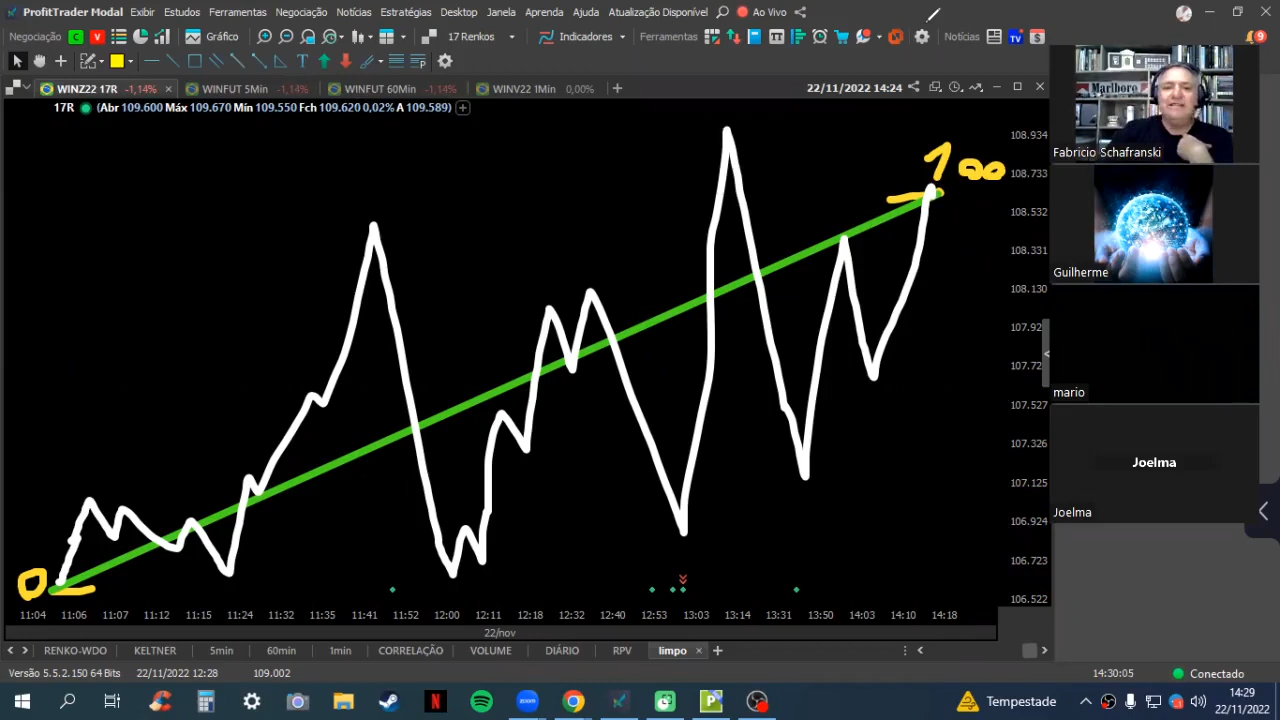 ProfitTrader Modal Exibir Estudos Ferramentas Negociação Notícias Estratégias Desktop Janela Aprenda Ajuda Atualização Disponível Ao Vivo
Negociação C V Gráfico 17 Renkos Indicadores Ferramentas Notícias TV $ 9
WINZ22 17R -1,14% × WINFUT 5Min -1,14% WINFUT 60Min -1,14% WINV22 1Min 0,00% + 22/11/2022 14:24
17R (Abr 109.600 Máx 109.670 Mín 109.550 Fch 109.620 0,02% A 109.589)
Marlboro
Fabricio Schafranski
Guilherme
mario
Joelma
Joelma
100
0
108.934
108.733
108.532
108.331
108.130
107.92
107.72
107.527
107.326
107.125
106.924
106.723
106.522
11:04 11:06 11:07 11:12 11:16 11:24 11:32 11:35 11:41 11:52 12:00 12:11 12:18 12:32 12:40 12:53 13:03 13:14 13:50 14:03 14:10 14:18
22/nov
RENKO-WDO KELTNER 5min 60min 1min CORRELAÇÃO VOLUME DIÁRIO RPV limpo × +
Versão 5.5.2.150 64 Bits 22/11/2022 12:28 109.002 14:30:05 Conectado
zoom Tempestade 14:29
22/11/2022